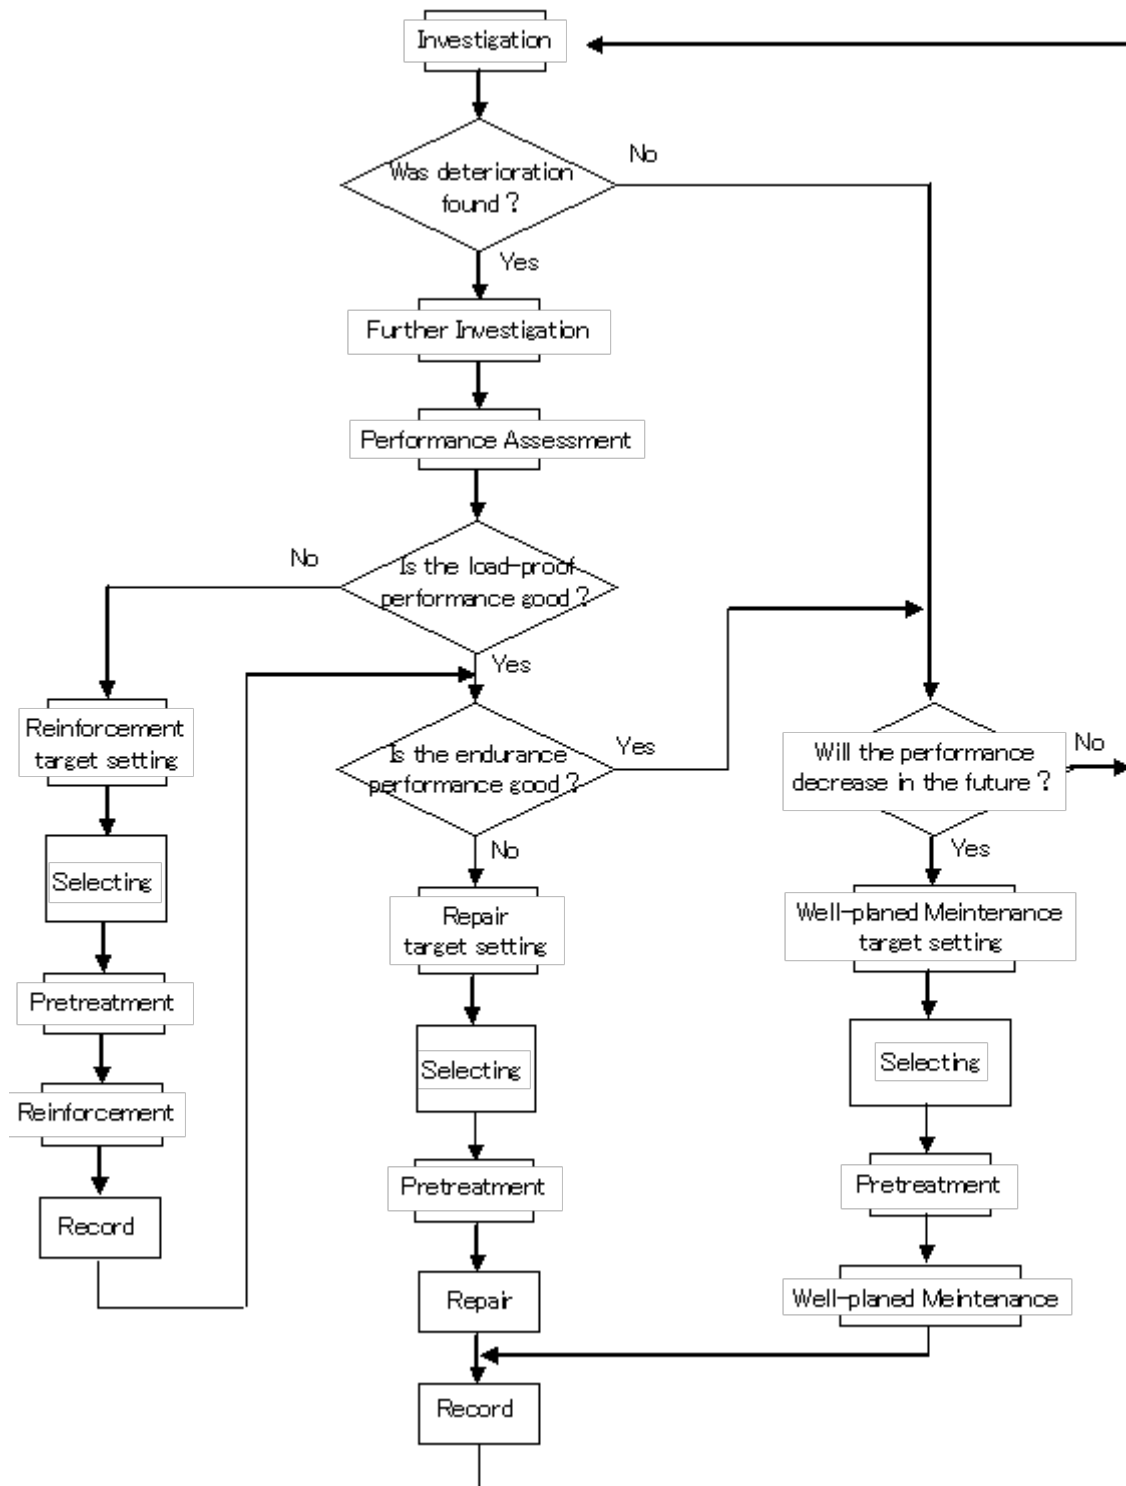 Investigation
Was deterioration
found ?
No
Yes
Further Investigation
Performance Assessment
Is the load-proof
performance good ?
No
Yes
Reinforcement
target setting
Selecting
Pretreatment
Reinforcement
Record
Is the endurance
performance good ?
Yes
No
Repair
target setting
Selecting
Pretreatment
Repair
Record
Will the performance
decrease in the future ?
No
Yes
Well-planed Meintenance
target setting
Selecting
Pretreatment
Well-planed Meintenance